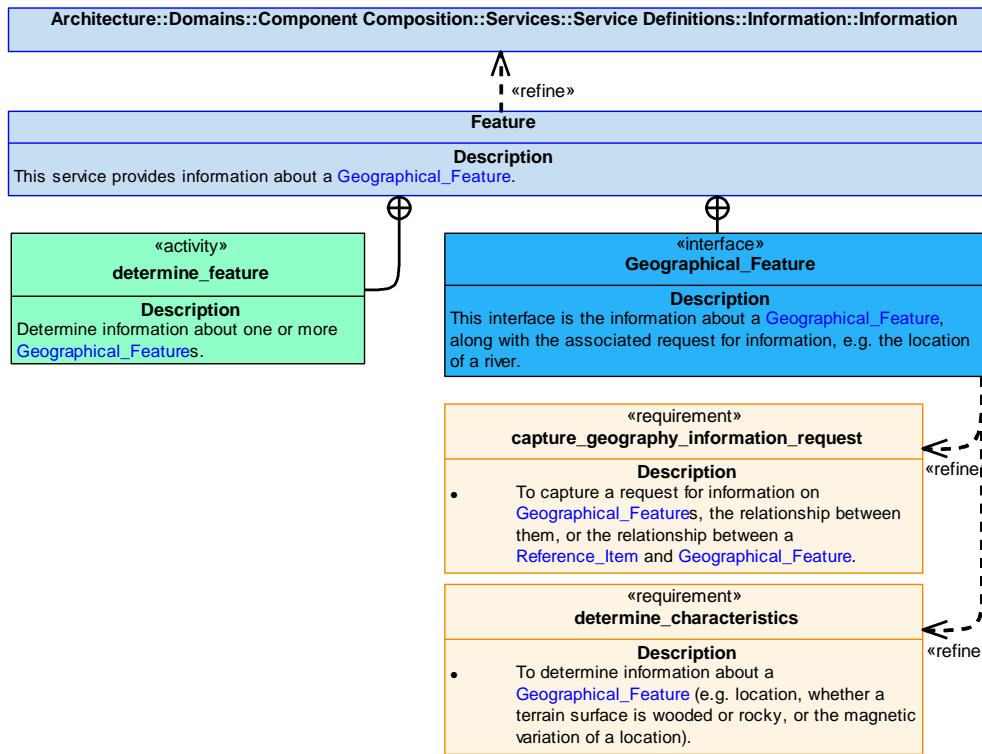 Architecture::Domains::Component Composition::Services::Service Definitions::Information::Information
«refine»
Feature
Description
This service provides information about a Geographical_Feature.
«activity»
determine_feature
Description
Determine information about one or more
Geographical_Features.
«interface»
Geographical_Feature
Description
This interface is the information about a Geographical_Feature,
along with the associated request for information, e.g. the location
of a river.
«requirement»
capture_geography_information_request
Description
• To capture a request for information on
Geographical_Features, the relationship between
them, or the relationship between a
Reference_Item and Geographical_Feature.
«refine
«requirement»
determine_characteristics
Description
• To determine information about a
Geographical_Feature (e.g. location, whether a
terrain surface is wooded or rocky, or the magnetic
variation of a location).
«refine